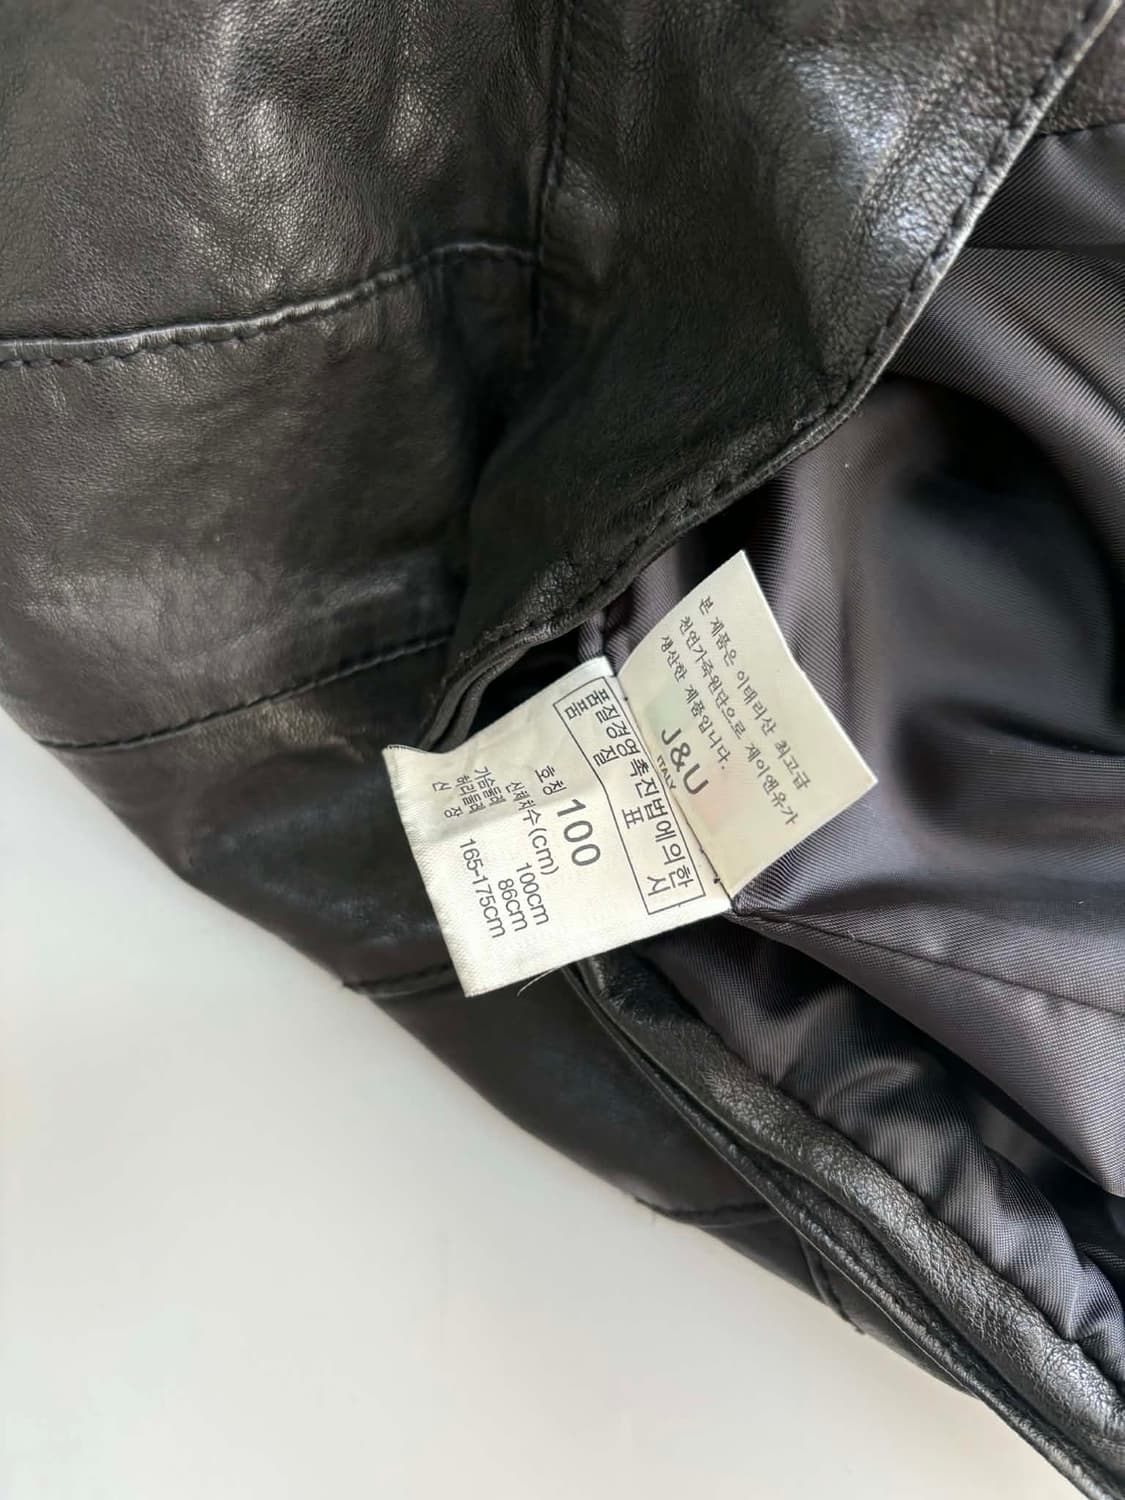 본 제품은 이태리산 최고급
천연가죽원단으로 제이엔유가
생산한 제품입니다.
J&U
ITALY
품질경영촉진법에의한
품 질 표 시
호칭 100
신체치수(cm)
가슴둘레 100cm
허리둘레 86cm
신 장 165-175cm